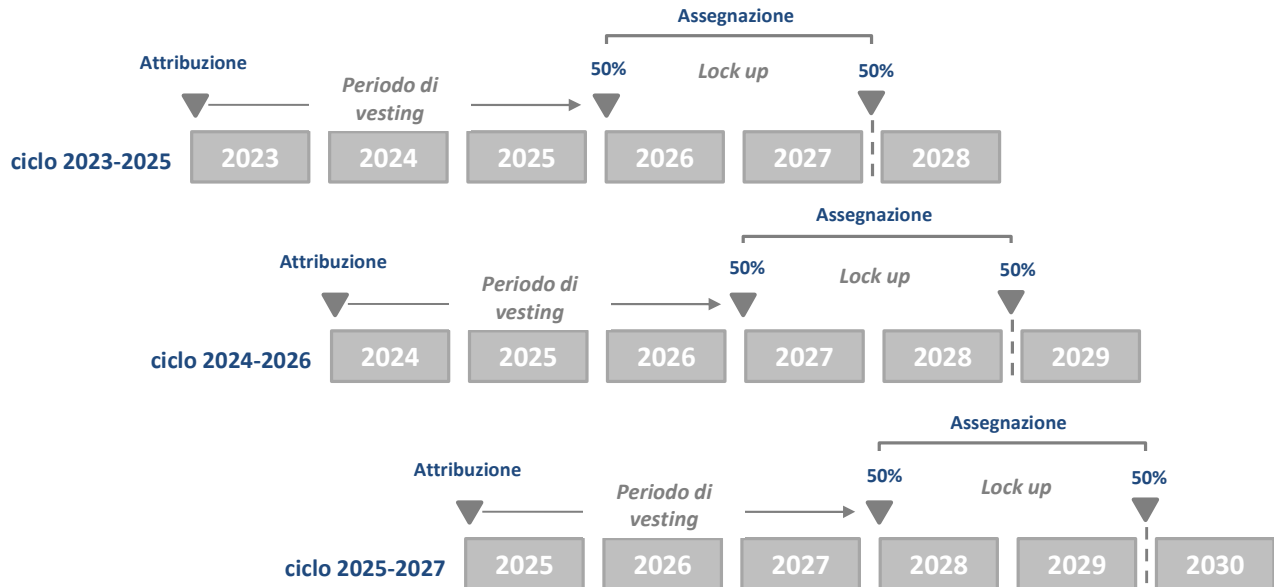 Assegnazione
Attribuzione
50%
Lock up
50%
Periodo di
vesting
ciclo 2023-2025
2023
2024
2025
2026
2027
2028
Assegnazione
Attribuzione
50%
Lock up
50%
Periodo di
vesting
ciclo 2024-2026
2024
2025
2026
2027
2028
2029
Assegnazione
Attribuzione
50%
Lock up
50%
Periodo di
vesting
ciclo 2025-2027
2025
2026
2027
2028
2029
2030